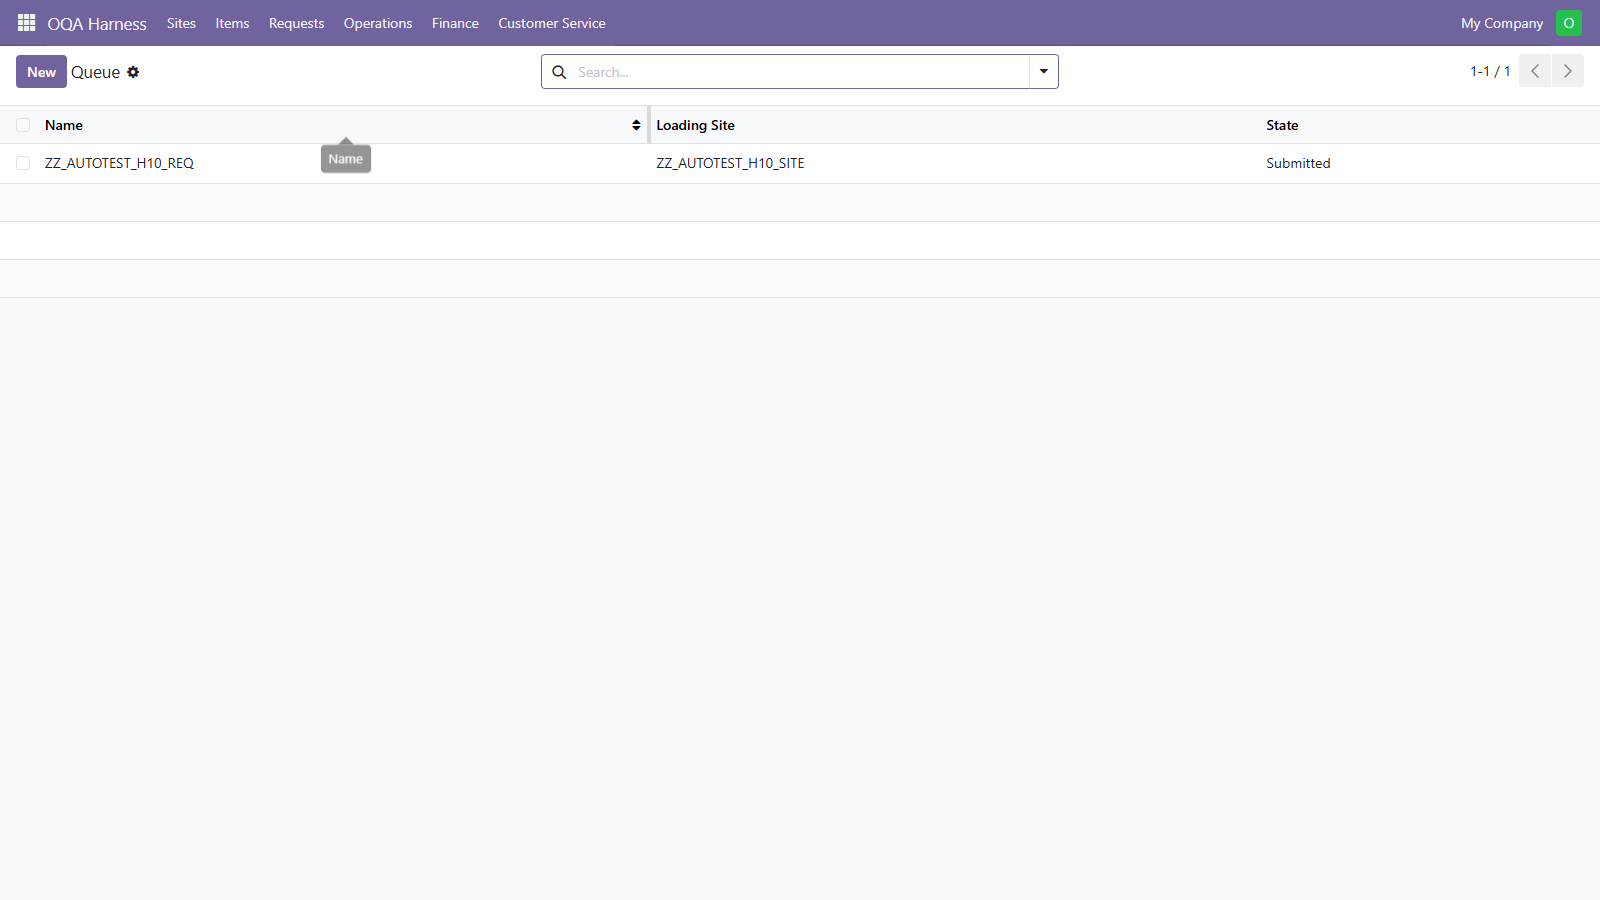 OQA Harness Sites Items Requests Operations Finance Customer Service My Company O
New Queue Search... 1-1 / 1
Name Loading Site State
ZZ_AUTOTEST_H10_REQ ZZ_AUTOTEST_H10_SITE Submitted
Name